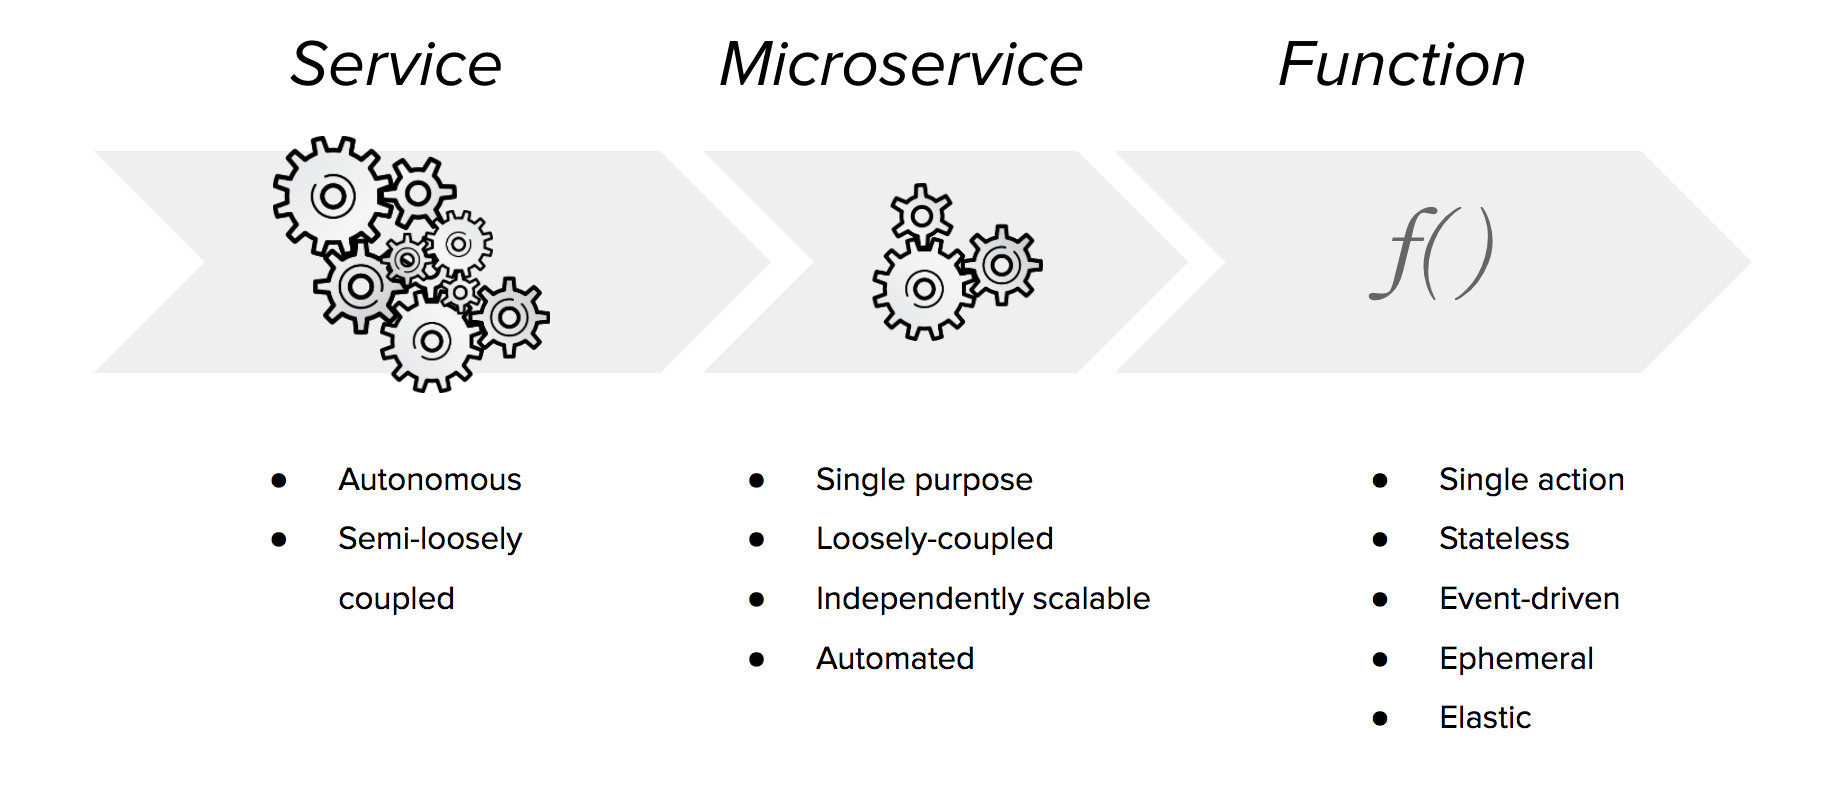 Service
Microservice
Function
f()
● Autonomous
● Semi-loosely
coupled
● Single purpose
● Loosely-coupled
● Independently scalable
● Automated
● Single action
● Stateless
● Event-driven
● Ephemeral
● Elastic